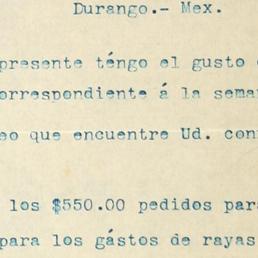 Durango.- Mex.
presente téngo el gusto
orrespondiente á la sema
eo que encuentre Ud. con
los $550.00 pedidos par
para los gástos de rayas